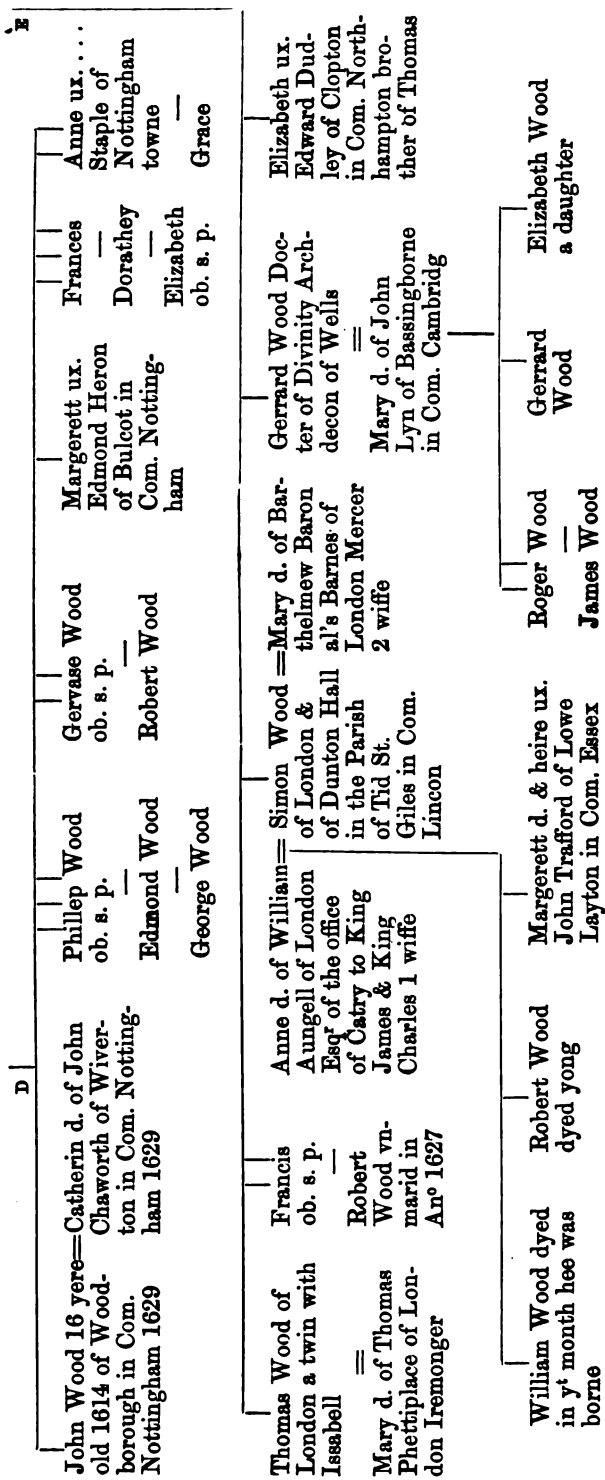 D
John Wood 16 yere=Catherin d. of John
old 1614 of Wood-
borough in Com.
Nottingham 1629
Chaworth of Wiver-
ton in Com. Notting-
ham 1629
Phillep Wood
ob. s. p.
—
Edmond Wood
—
George Wood
Gervase Wood
ob. s. p.
—
Robert Wood
Margerett ux.
Edmond Heron
of Bulcot in
Com. Notting-
ham
Frances
—
Dorathey
—
Elizabeth
ob. s. p.
Anne ux. ....
Staple of
Nottingham
towne
—
Grace
E
Thomas Wood of
London a twin with
Issabell
=
Mary d. of Thomas
Phettiplace of Lon-
don Iremonger
Francis
ob. s. p.
—
Robert
Wood vn-
marid in
Anº 1627
Anne d. of William=
Aungell of London
Esqʳ of the office
of Catry to King
James & King
Charles 1 wiffe
Simon Wood
of London &
of Dunton Hall
in the Parish
of Tid St.
Giles in Com.
Lincon
=Mary d. of Bar-
thelmew Baron
al's Barnes of
London Mercer
2 wiffe
Gerrard Wood Doc-
ter of Divinity Arch-
decon of Wells
=
Mary d. of John
Lyn of Bassingborne
in Com. Cambridg
Elizabeth ux.
Edward Dud-
ley of Clopton
in Com. North-
hampton bro-
ther of Thomas
William Wood dyed
in yᵗ month hee was
borne
Robert Wood
dyed yong
Margerett d. & heire ux.
John Trafford of Lowe
Layton in Com. Essex
Roger Wood
—
James Wood
Gerrard
Wood
Elizabeth Wood
a daughter